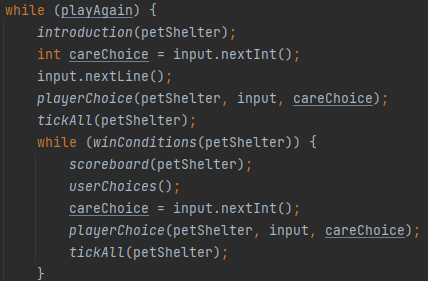 while (playAgain) {
    introduction(petShelter);
    int careChoice = input.nextInt();
    input.nextLine();
    playerChoice(petShelter, input, careChoice);
    tickAll(petShelter);
    while (winConditions(petShelter)) {
        scoreboard(petShelter);
        userChoices();
        careChoice = input.nextInt();
        playerChoice(petShelter, input, careChoice);
        tickAll(petShelter);
    }